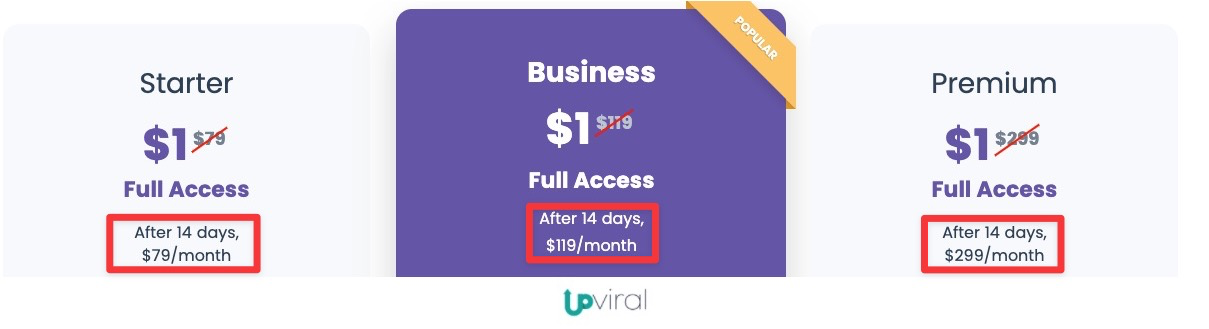 Starter
$1 $79
Full Access
After 14 days,
$79/month
POPULAR
Business
$1 $119
Full Access
After 14 days,
$119/month
Premium
$1 $299
Full Access
After 14 days,
$299/month
upviral